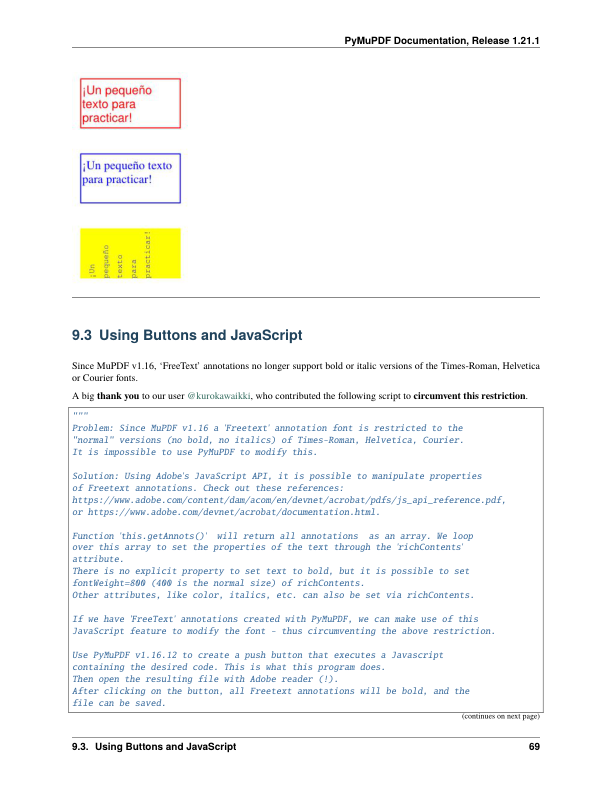 PyMuPDF Documentation, Release 1.21.1
¡Un pequeño
texto para
practicar!
¡Un pequeño texto
para practicar!
¡Un
pequeño
texto
para
practicar!
9.3 Using Buttons and JavaScript
Since MuPDF v1.16, ‘FreeText’ annotations no longer support bold or italic versions of the Times-Roman, Helvetica
or Courier fonts.
A big thank you to our user @kurokawaikki, who contributed the following script to circumvent this restriction.
"""
Problem: Since MuPDF v1.16 a 'Freetext' annotation font is restricted to the
"normal" versions (no bold, no italics) of Times-Roman, Helvetica, Courier.
It is impossible to use PyMuPDF to modify this.
Solution: Using Adobe's JavaScript API, it is possible to manipulate properties
of Freetext annotations. Check out these references:
https://www.adobe.com/content/dam/acom/en/devnet/acrobat/pdfs/js_api_reference.pdf,
or https://www.adobe.com/devnet/acrobat/documentation.html.
Function 'this.getAnnots()' will return all annotations as an array. We loop
over this array to set the properties of the text through the 'richContents'
attribute.
There is no explicit property to set text to bold, but it is possible to set
fontWeight=800 (400 is the normal size) of richContents.
Other attributes, like color, italics, etc. can also be set via richContents.
If we have 'FreeText' annotations created with PyMuPDF, we can make use of this
JavaScript feature to modify the font - thus circumventing the above restriction.
Use PyMuPDF v1.16.12 to create a push button that executes a Javascript
containing the desired code. This is what this program does.
Then open the resulting file with Adobe reader (!).
After clicking on the button, all Freetext annotations will be bold, and the
file can be saved.
(continues on next page)
9.3. Using Buttons and JavaScript 69